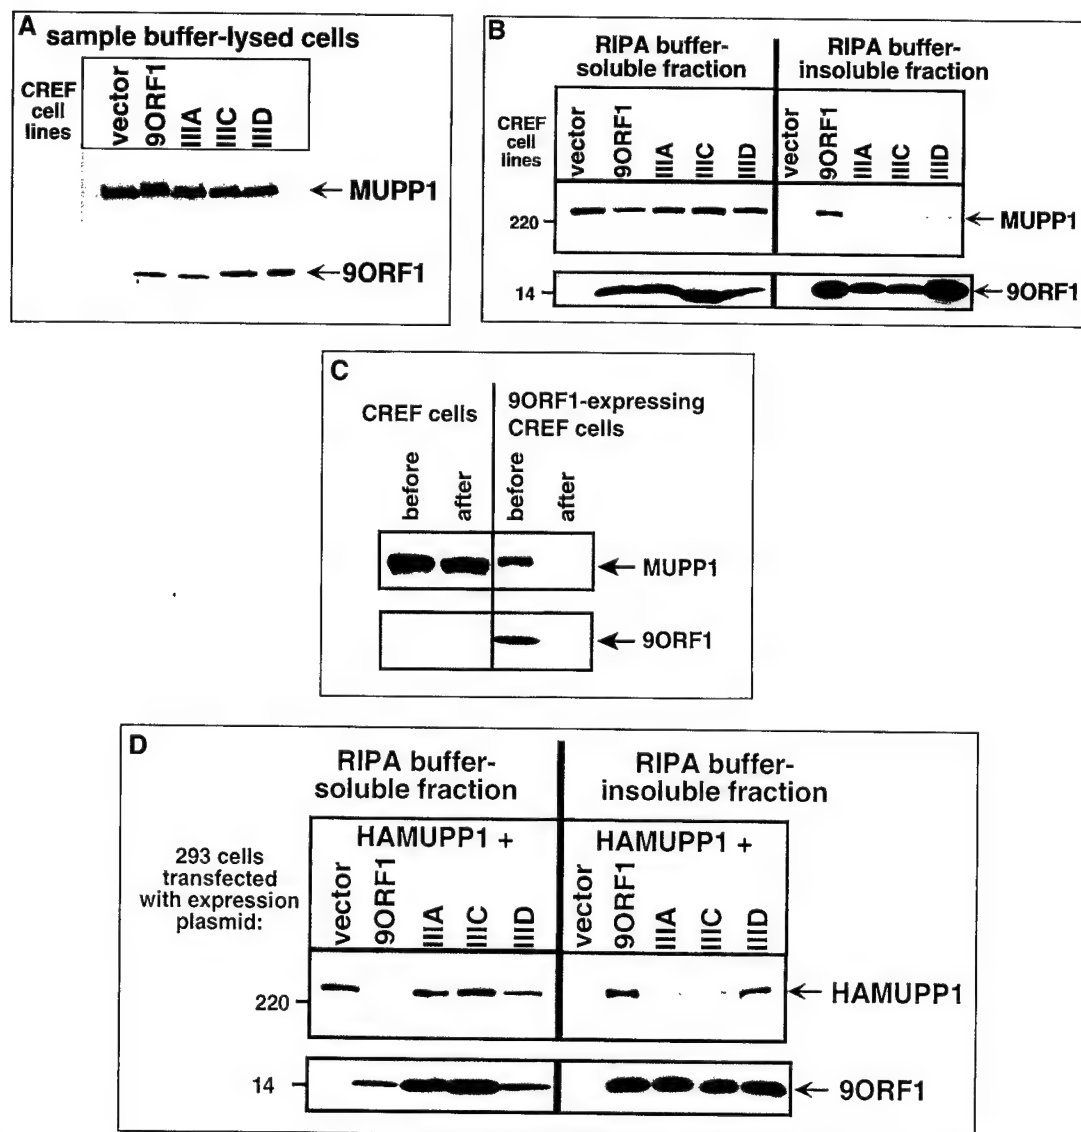 A
sample buffer-lysed cells
CREF
cell
lines
vector
9ORF1
IIIA
IIIC
IIID
← MUPP1
←9ORF1
B
RIPA buffer-
soluble fraction
RIPA buffer-
insoluble fraction
CREF
cell
lines
vector
9ORF1
IIIA
IIIC
IIID
vector
9ORF1
IIIA
IIIC
IIID
220
← MUPP1
14
←9ORF1
C
CREF cells
9ORF1-expressing
CREF cells
before
after
before
after
← MUPP1
← 9ORF1
D
RIPA buffer-
soluble fraction
RIPA buffer-
insoluble fraction
HAMUPP1 +
HAMUPP1 +
293 cells
transfected
with expression
plasmid:
vector
9ORF1
IIIA
IIIC
IIID
vector
9ORF1
IIIA
IIIC
IIID
220
← HAMUPP1
14
← 9ORF1